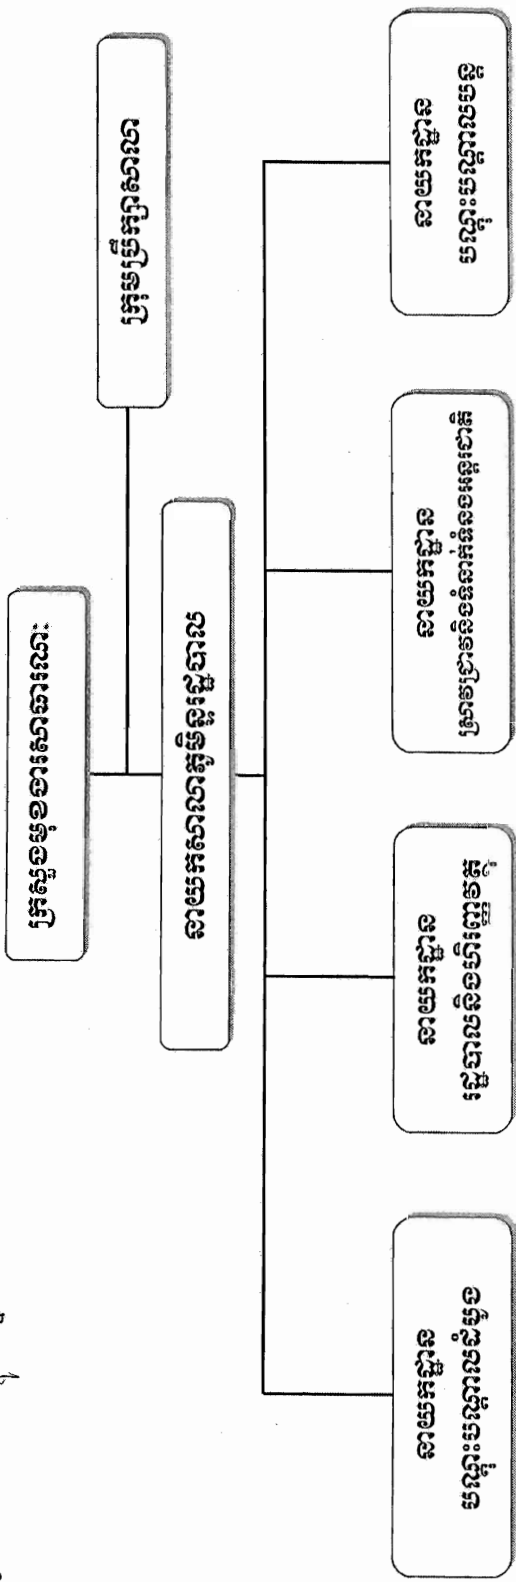 ក្រសួងមុខងារសាធារណៈ
ក្រុមប្រឹក្សាសាលា
នាយកសាលាភូមិន្ទរដ្ឋបាល
នាយកដ្ឋាន
បណ្តុះបណ្តាលដំបូង
នាយកដ្ឋាន
រដ្ឋបាលនិងហិរញ្ញវត្ថុ
នាយកដ្ឋាន
ស្រាវជ្រាវនិងទំនាក់ទំនងអន្តរជាតិ
នាយកដ្ឋាន
បណ្តុះបណ្តាលបន្ត